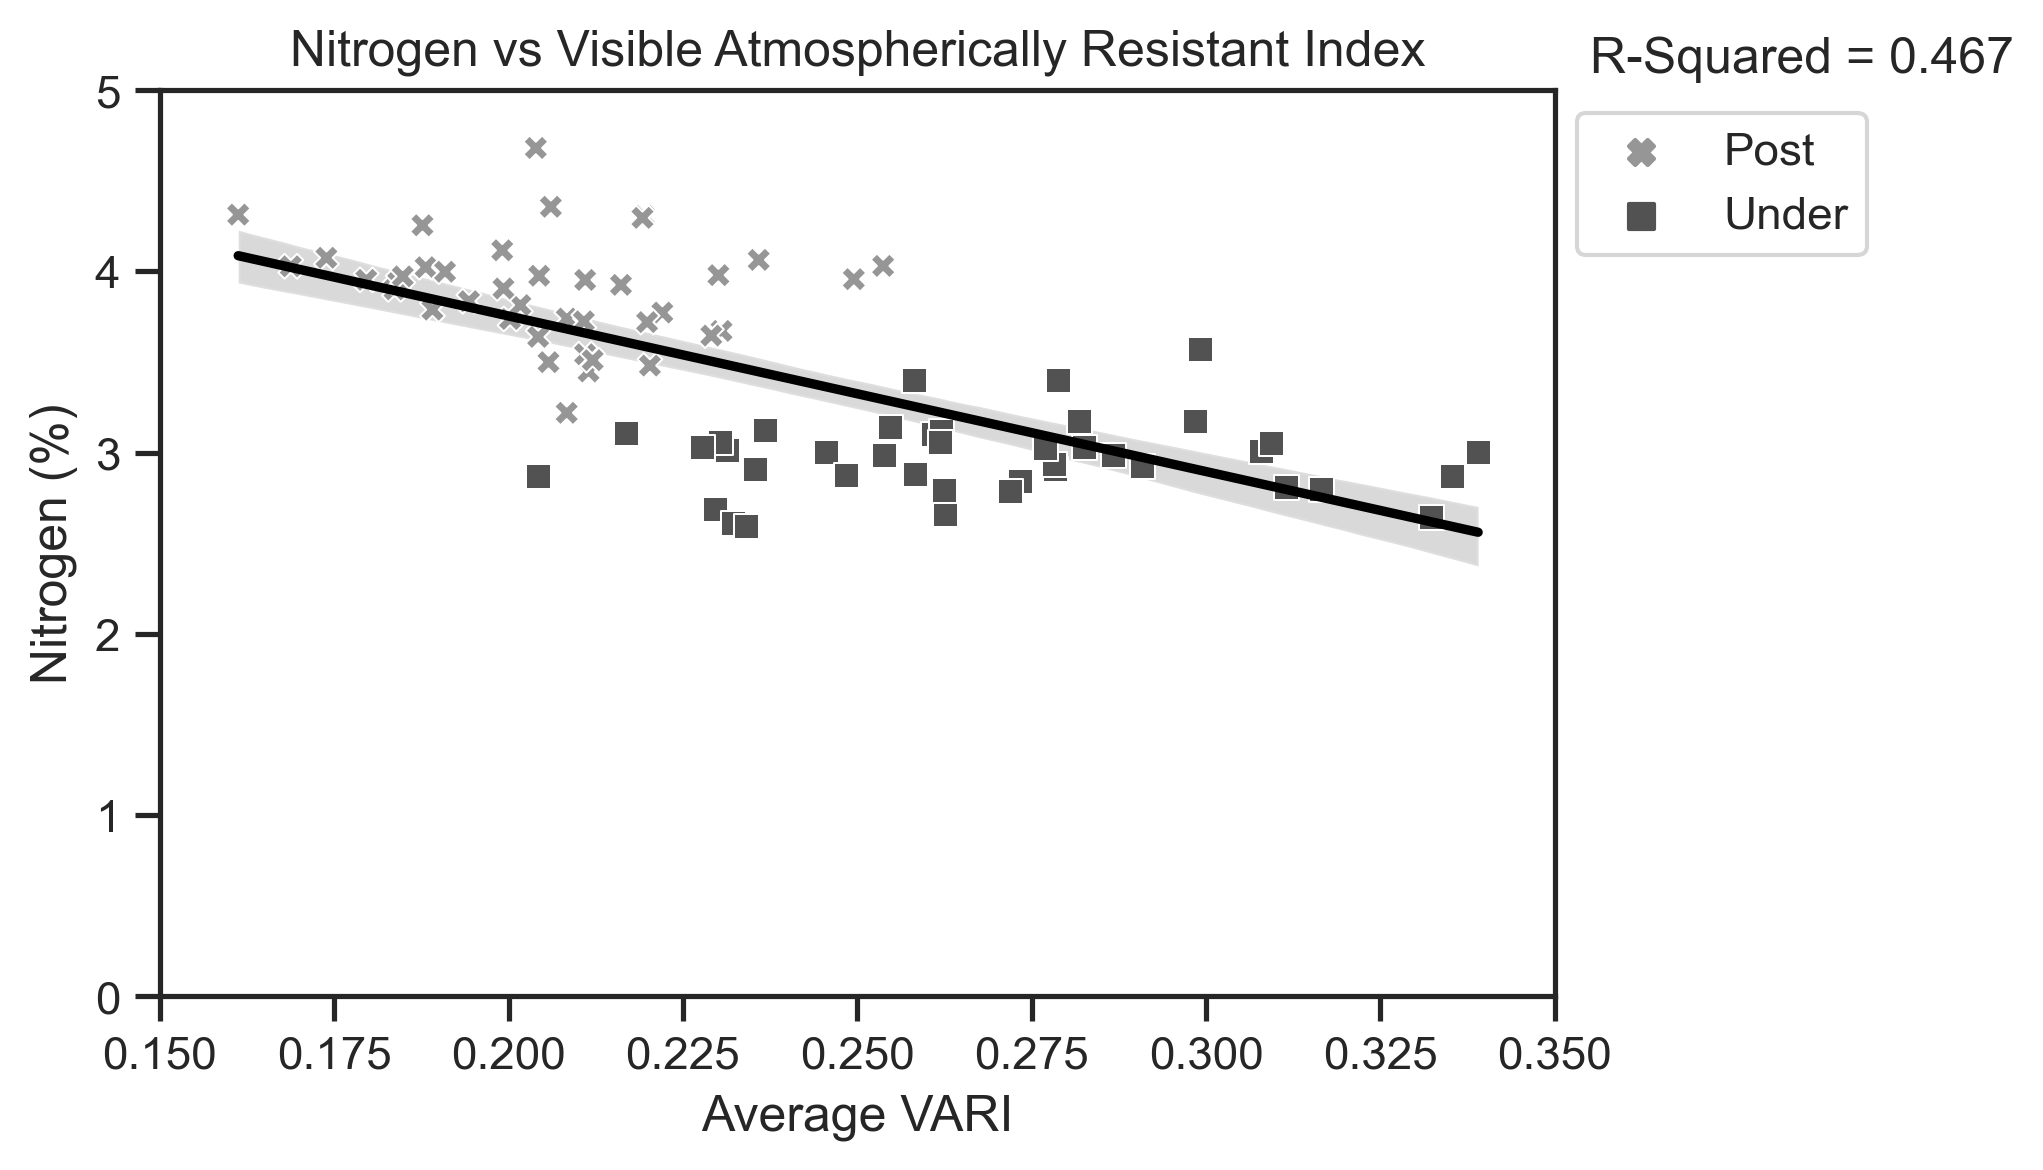 Nitrogen vs Visible Atmospherically Resistant Index
R-Squared = 0.467
Post
Under
5
4
3
2
1
0
Nitrogen (%)
0.150 0.175 0.200 0.225 0.250 0.275 0.300 0.325 0.350
Average VARI